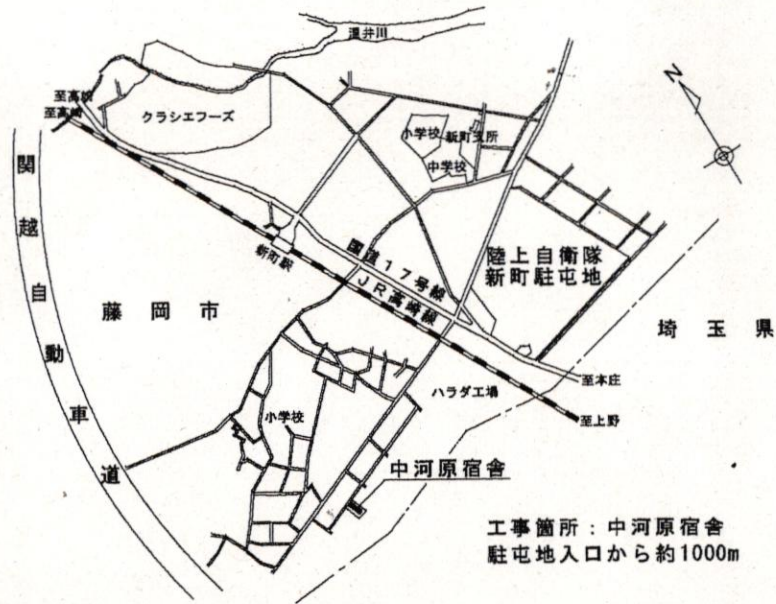 温井川
至高崎
至高崎
クラシエフーズ
小学校
新町支所
中学校
N
関越自動車道
新町駅
国道17号線
JR高崎線
陸上自衛隊
新町駐屯地
藤岡市
埼玉県
至本庄
ハラダ工場
至上野
小学校
中河原宿舎
工事箇所：中河原宿舎
駐屯地入口から約1000m